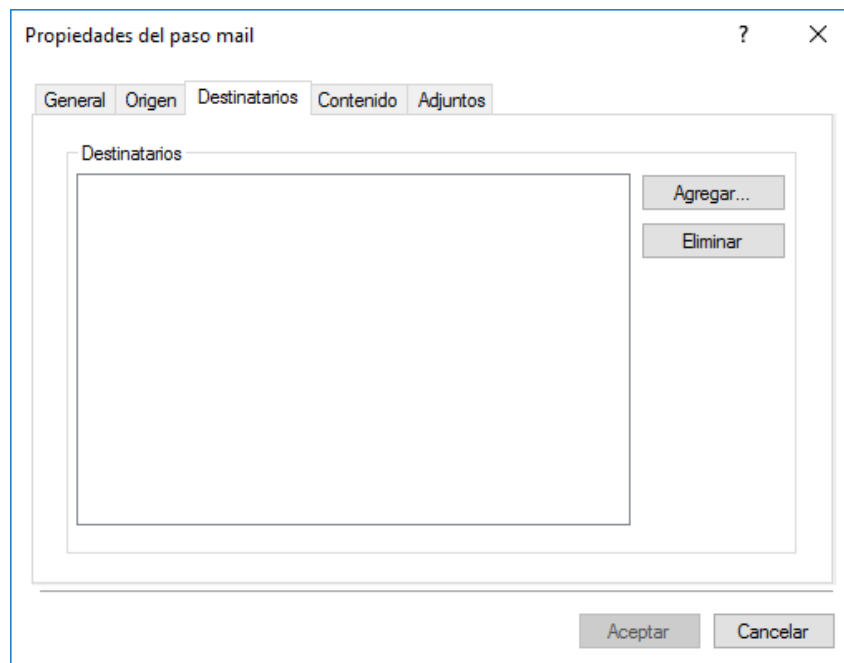 Propiedades del paso mail ?
General Origen Destinatarios Contenido Adjuntos
Destinatarios
Agregar...
Eliminar
Aceptar Cancelar